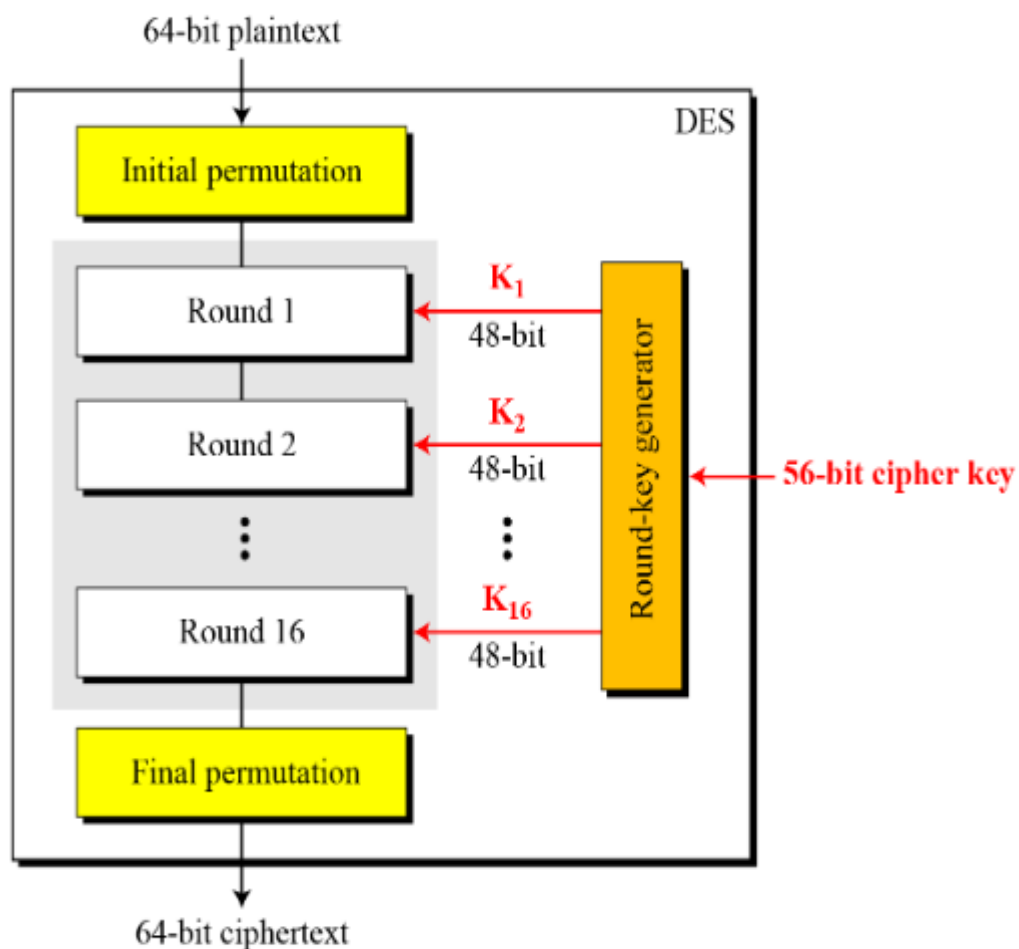 64-bit plaintext
DES
Initial permutation
Round 1
K1
48-bit
Round 2
K2
48-bit
Round-key generator
56-bit cipher key
Round 16
K16
48-bit
Final permutation
64-bit ciphertext